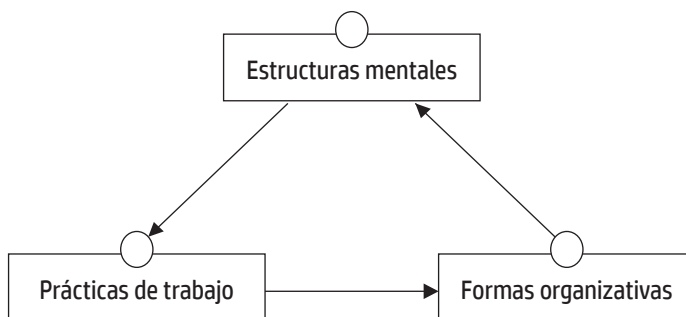 Estructuras mentales
Prácticas de trabajo
Formas organizativas